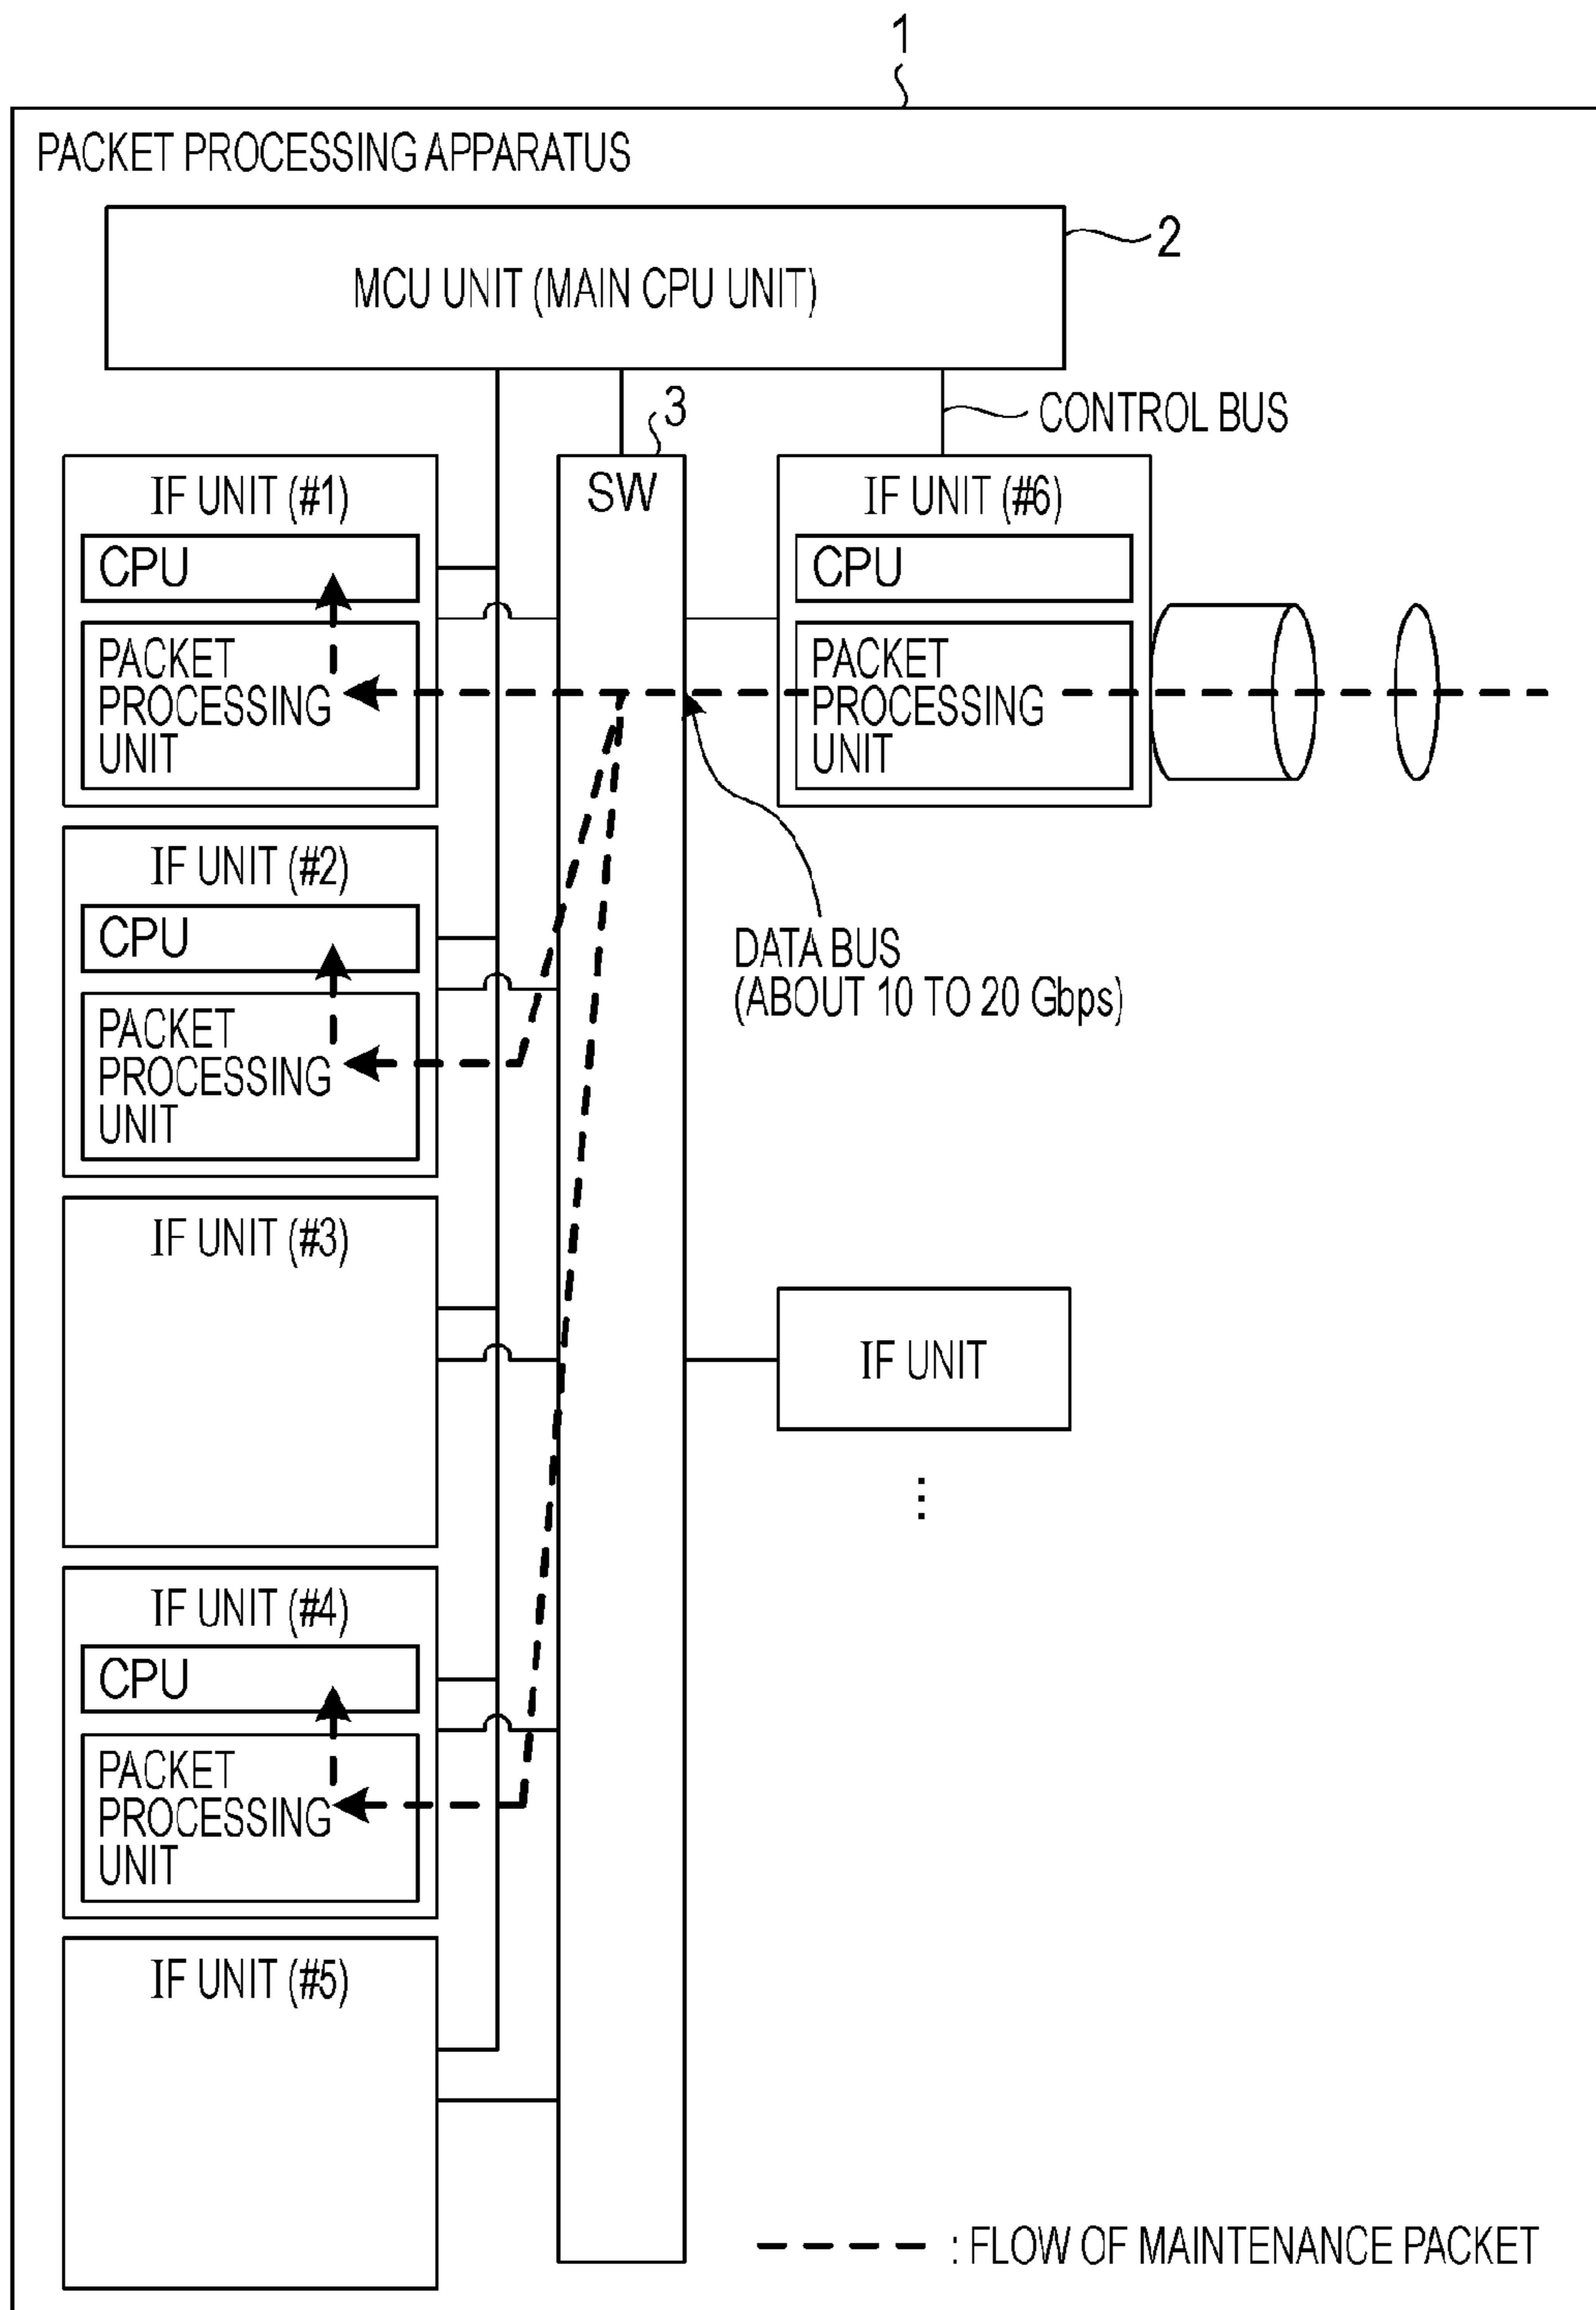 1
PACKET PROCESSING APPARATUS
2
MCU UNIT (MAIN CPU UNIT)
3
CONTROL BUS
IF UNIT (#1)
CPU
PACKET
PROCESSING
UNIT
SW
IF UNIT (#6)
CPU
PACKET
PROCESSING
UNIT
IF UNIT (#2)
CPU
PACKET
PROCESSING
UNIT
DATA BUS
(ABOUT 10 TO 20 Gbps)
IF UNIT (#3)
IF UNIT
IF UNIT (#4)
CPU
PACKET
PROCESSING
UNIT
IF UNIT (#5)
: FLOW OF MAINTENANCE PACKET